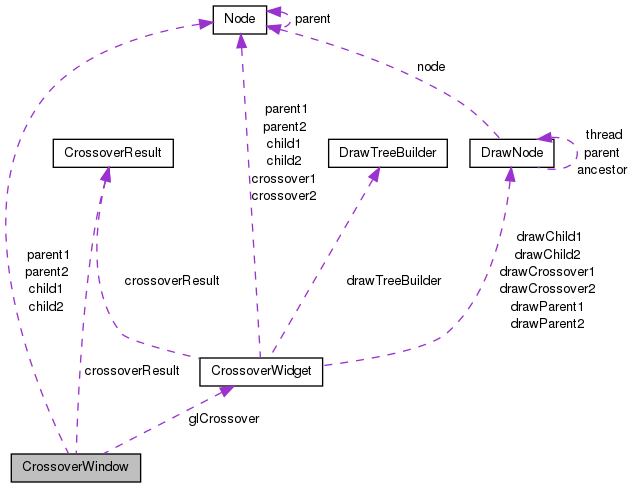 Node
parent
node
parent1
parent2
child1
child2
crossover1
crossover2
thread
parent
ancestor
CrossoverResult
DrawTreeBuilder
DrawNode
parent1
parent2
child1
child2
crossoverResult
drawTreeBuilder
drawChild1
drawChild2
drawCrossover1
drawCrossover2
drawParent1
drawParent2
crossoverResult
CrossoverWidget
glCrossover
CrossoverWindow